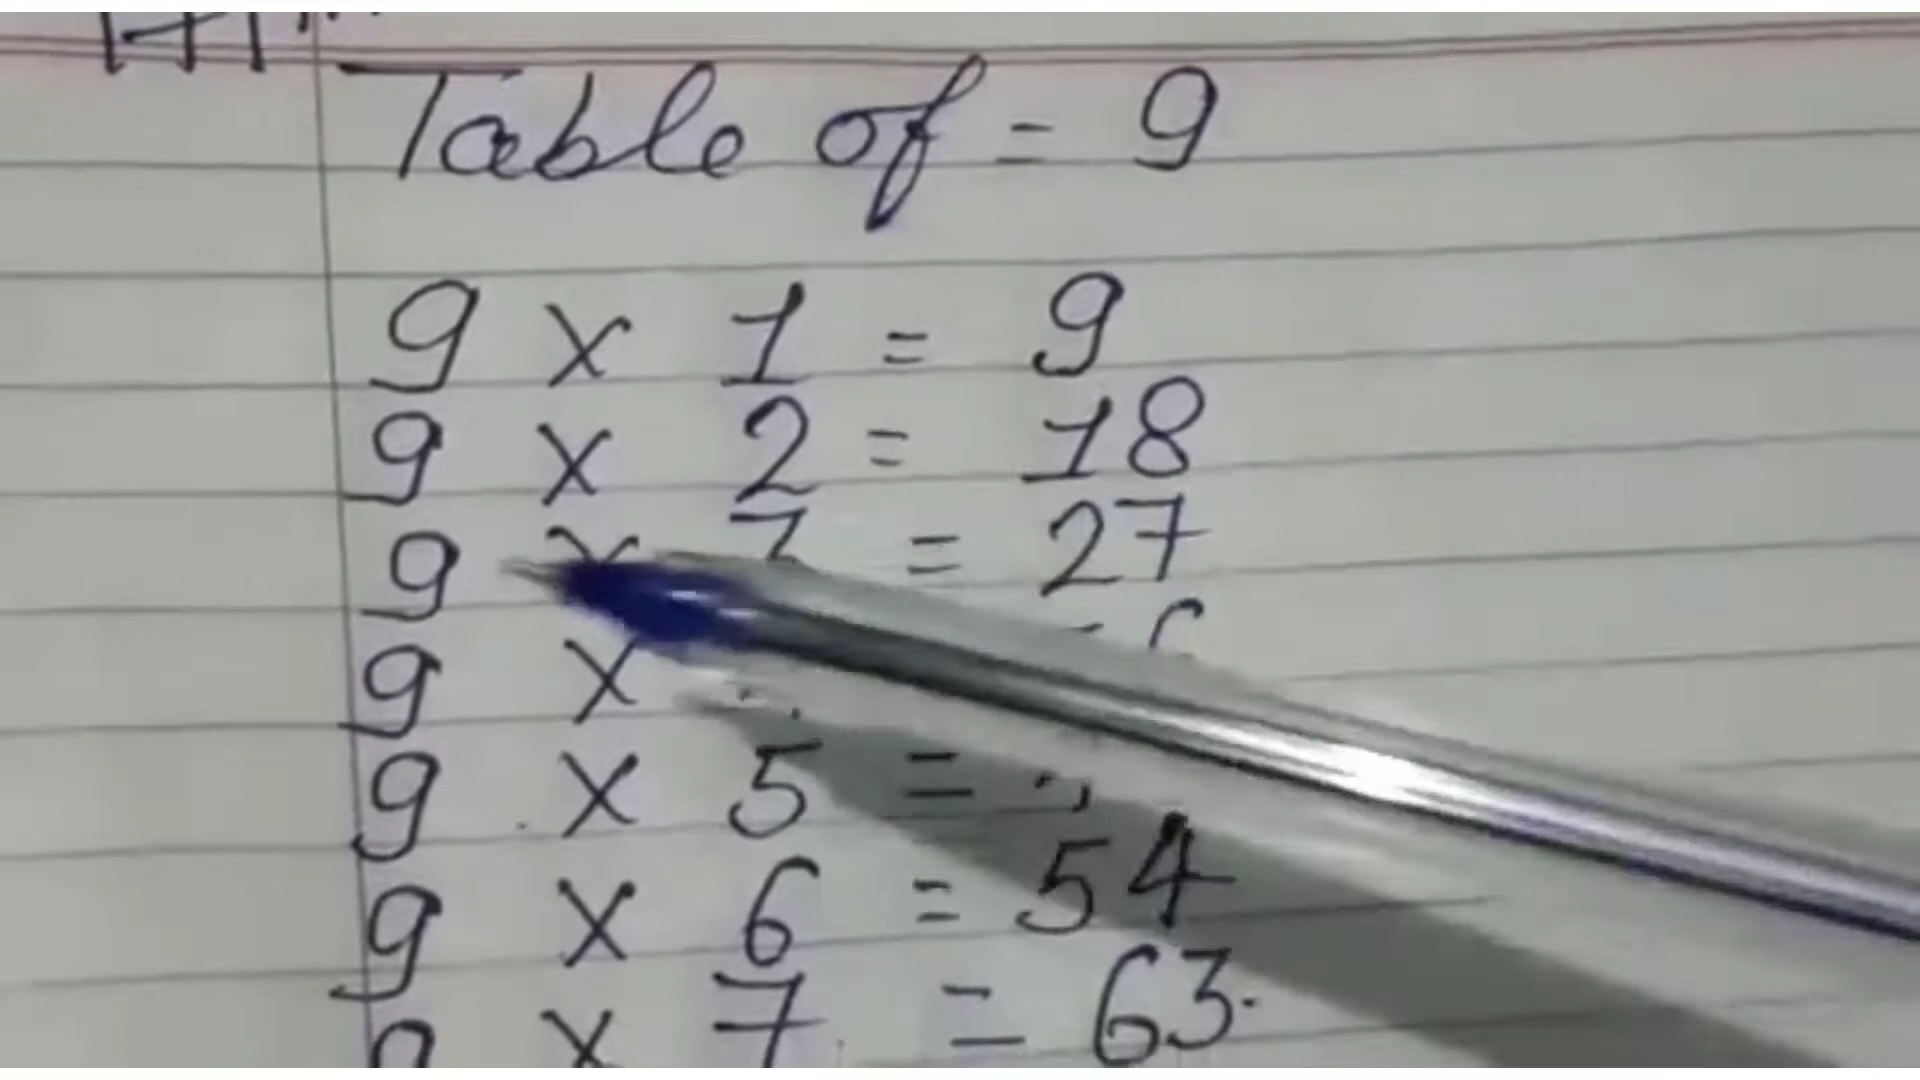 Table of = 9
9 x 1 = 9
9 x 2 = 18
9 x = 27
9 x
9 x 5 =
9 x 6 = 54
x 7 = 63